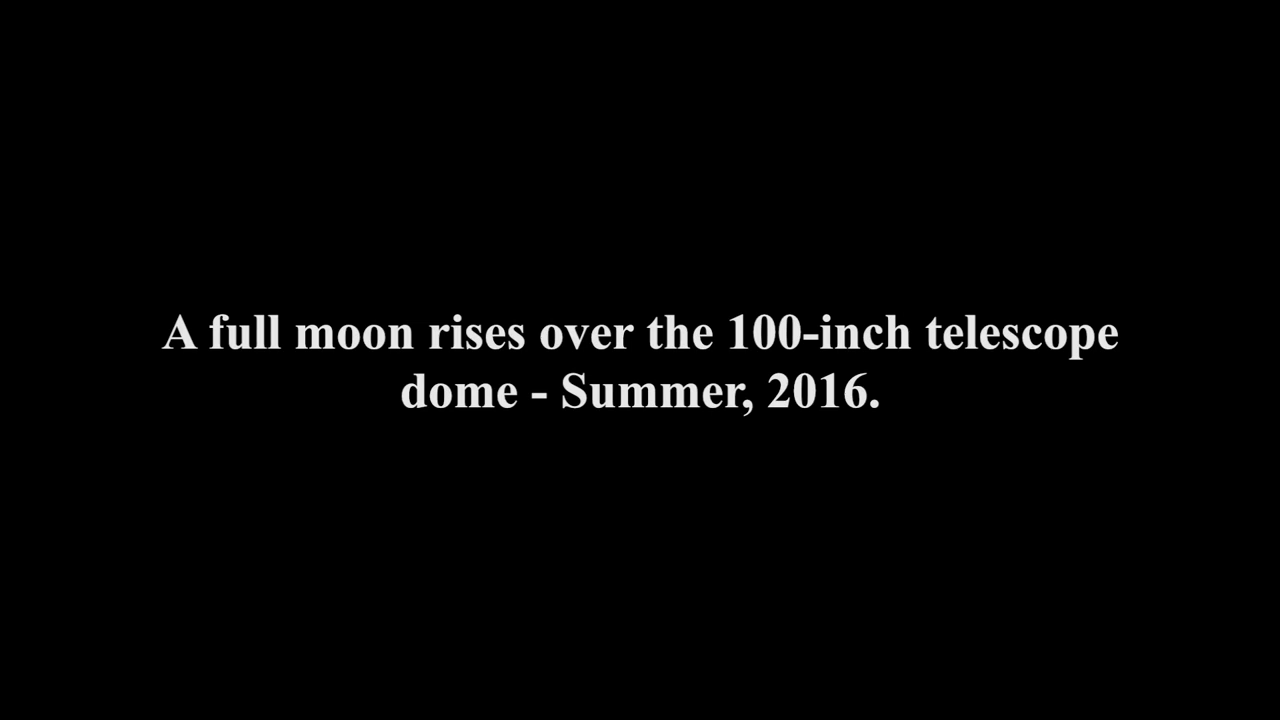 A full moon rises over the 100-inch telescope
dome - Summer, 2016.